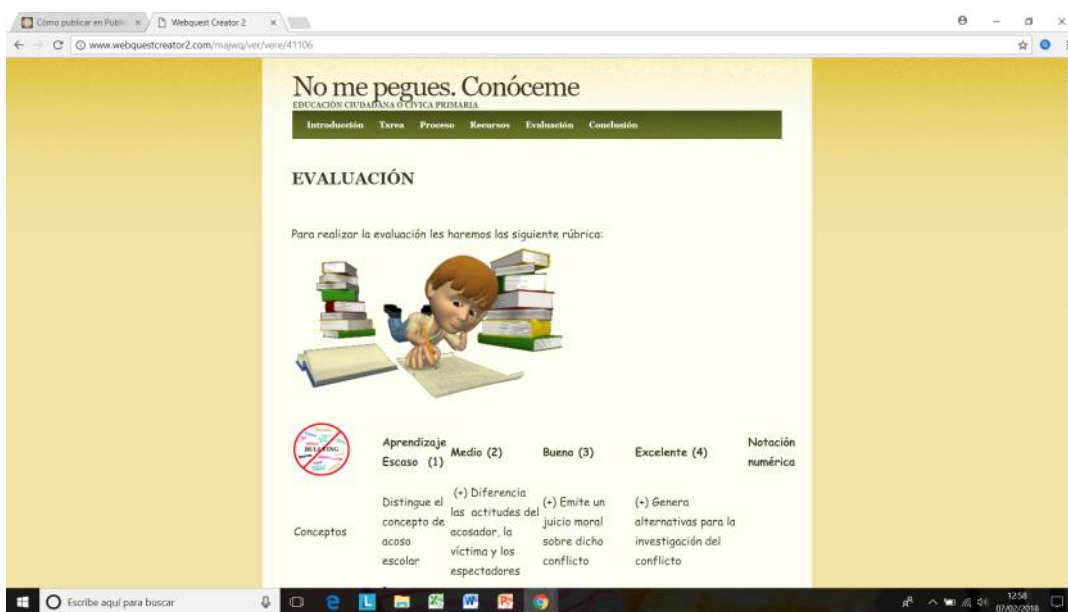 Cómo publicar en Public
Webquest Creator 2
www.webquestcreator2.com/majwq/ver/vere/41106
No me pegues. Conóceme
EDUCACIÓN CIUDADANA O CÍVICA PRIMARIA
Introducción Tarea Proceso Recursos Evaluación Conclusión
EVALUACIÓN
Para realizar la evaluación les haremos las siguiente rúbrica:
BULLYING
Aprendizaje Escaso (1)
Medio (2)
Bueno (3)
Excelente (4)
Notación numérica
Conceptos
Distingue el concepto de acoso escolar
(+) Diferencia las actitudes del acosador, la víctima y los espectadores
(+) Emite un juicio moral sobre dicho conflicto
(+) Genera alternativas para la investigación del conflicto
Escribe aquí para buscar
12:58
07/02/2018